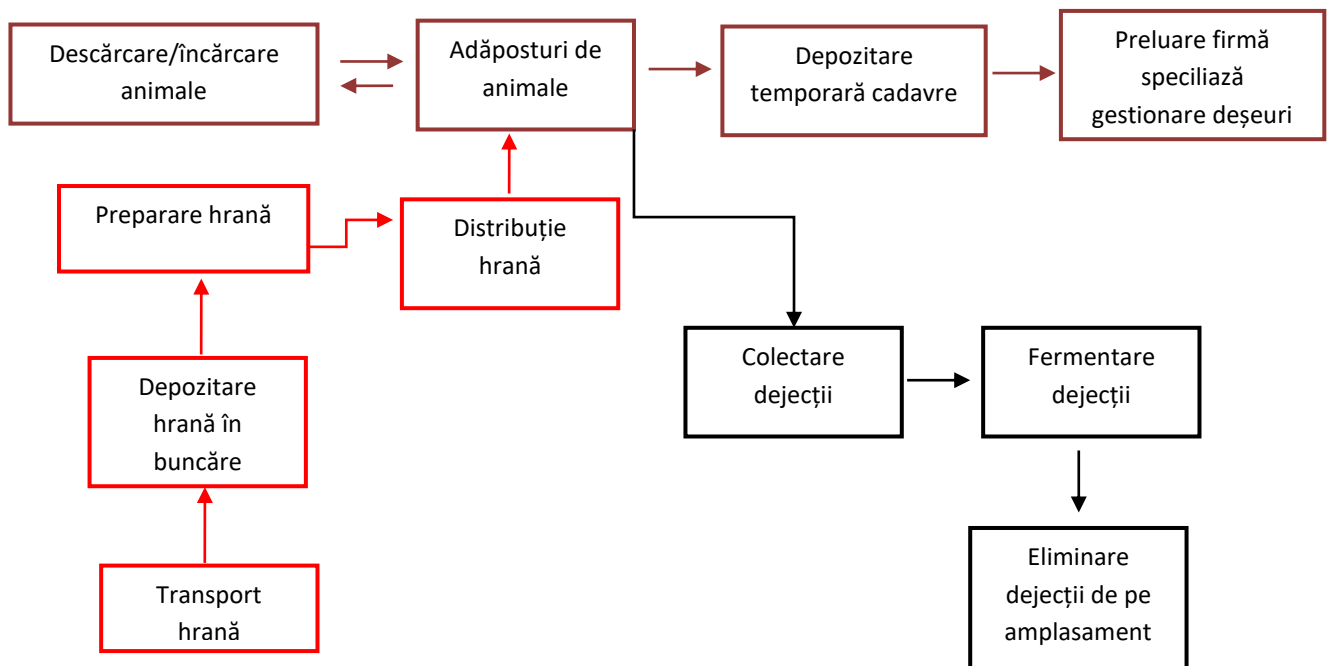 Descărcare/încărcare
animale
Adăposturi de
animale
Depozitare
temporară cadavre
Preluare firmă
speciliază
gestionare deșeuri
Preparare hrană
Distribuție
hrană
Depozitare
hrană în
buncăre
Transport
hrană
Colectare
dejecții
Fermentare
dejecții
Eliminare
dejecții de pe
amplasament